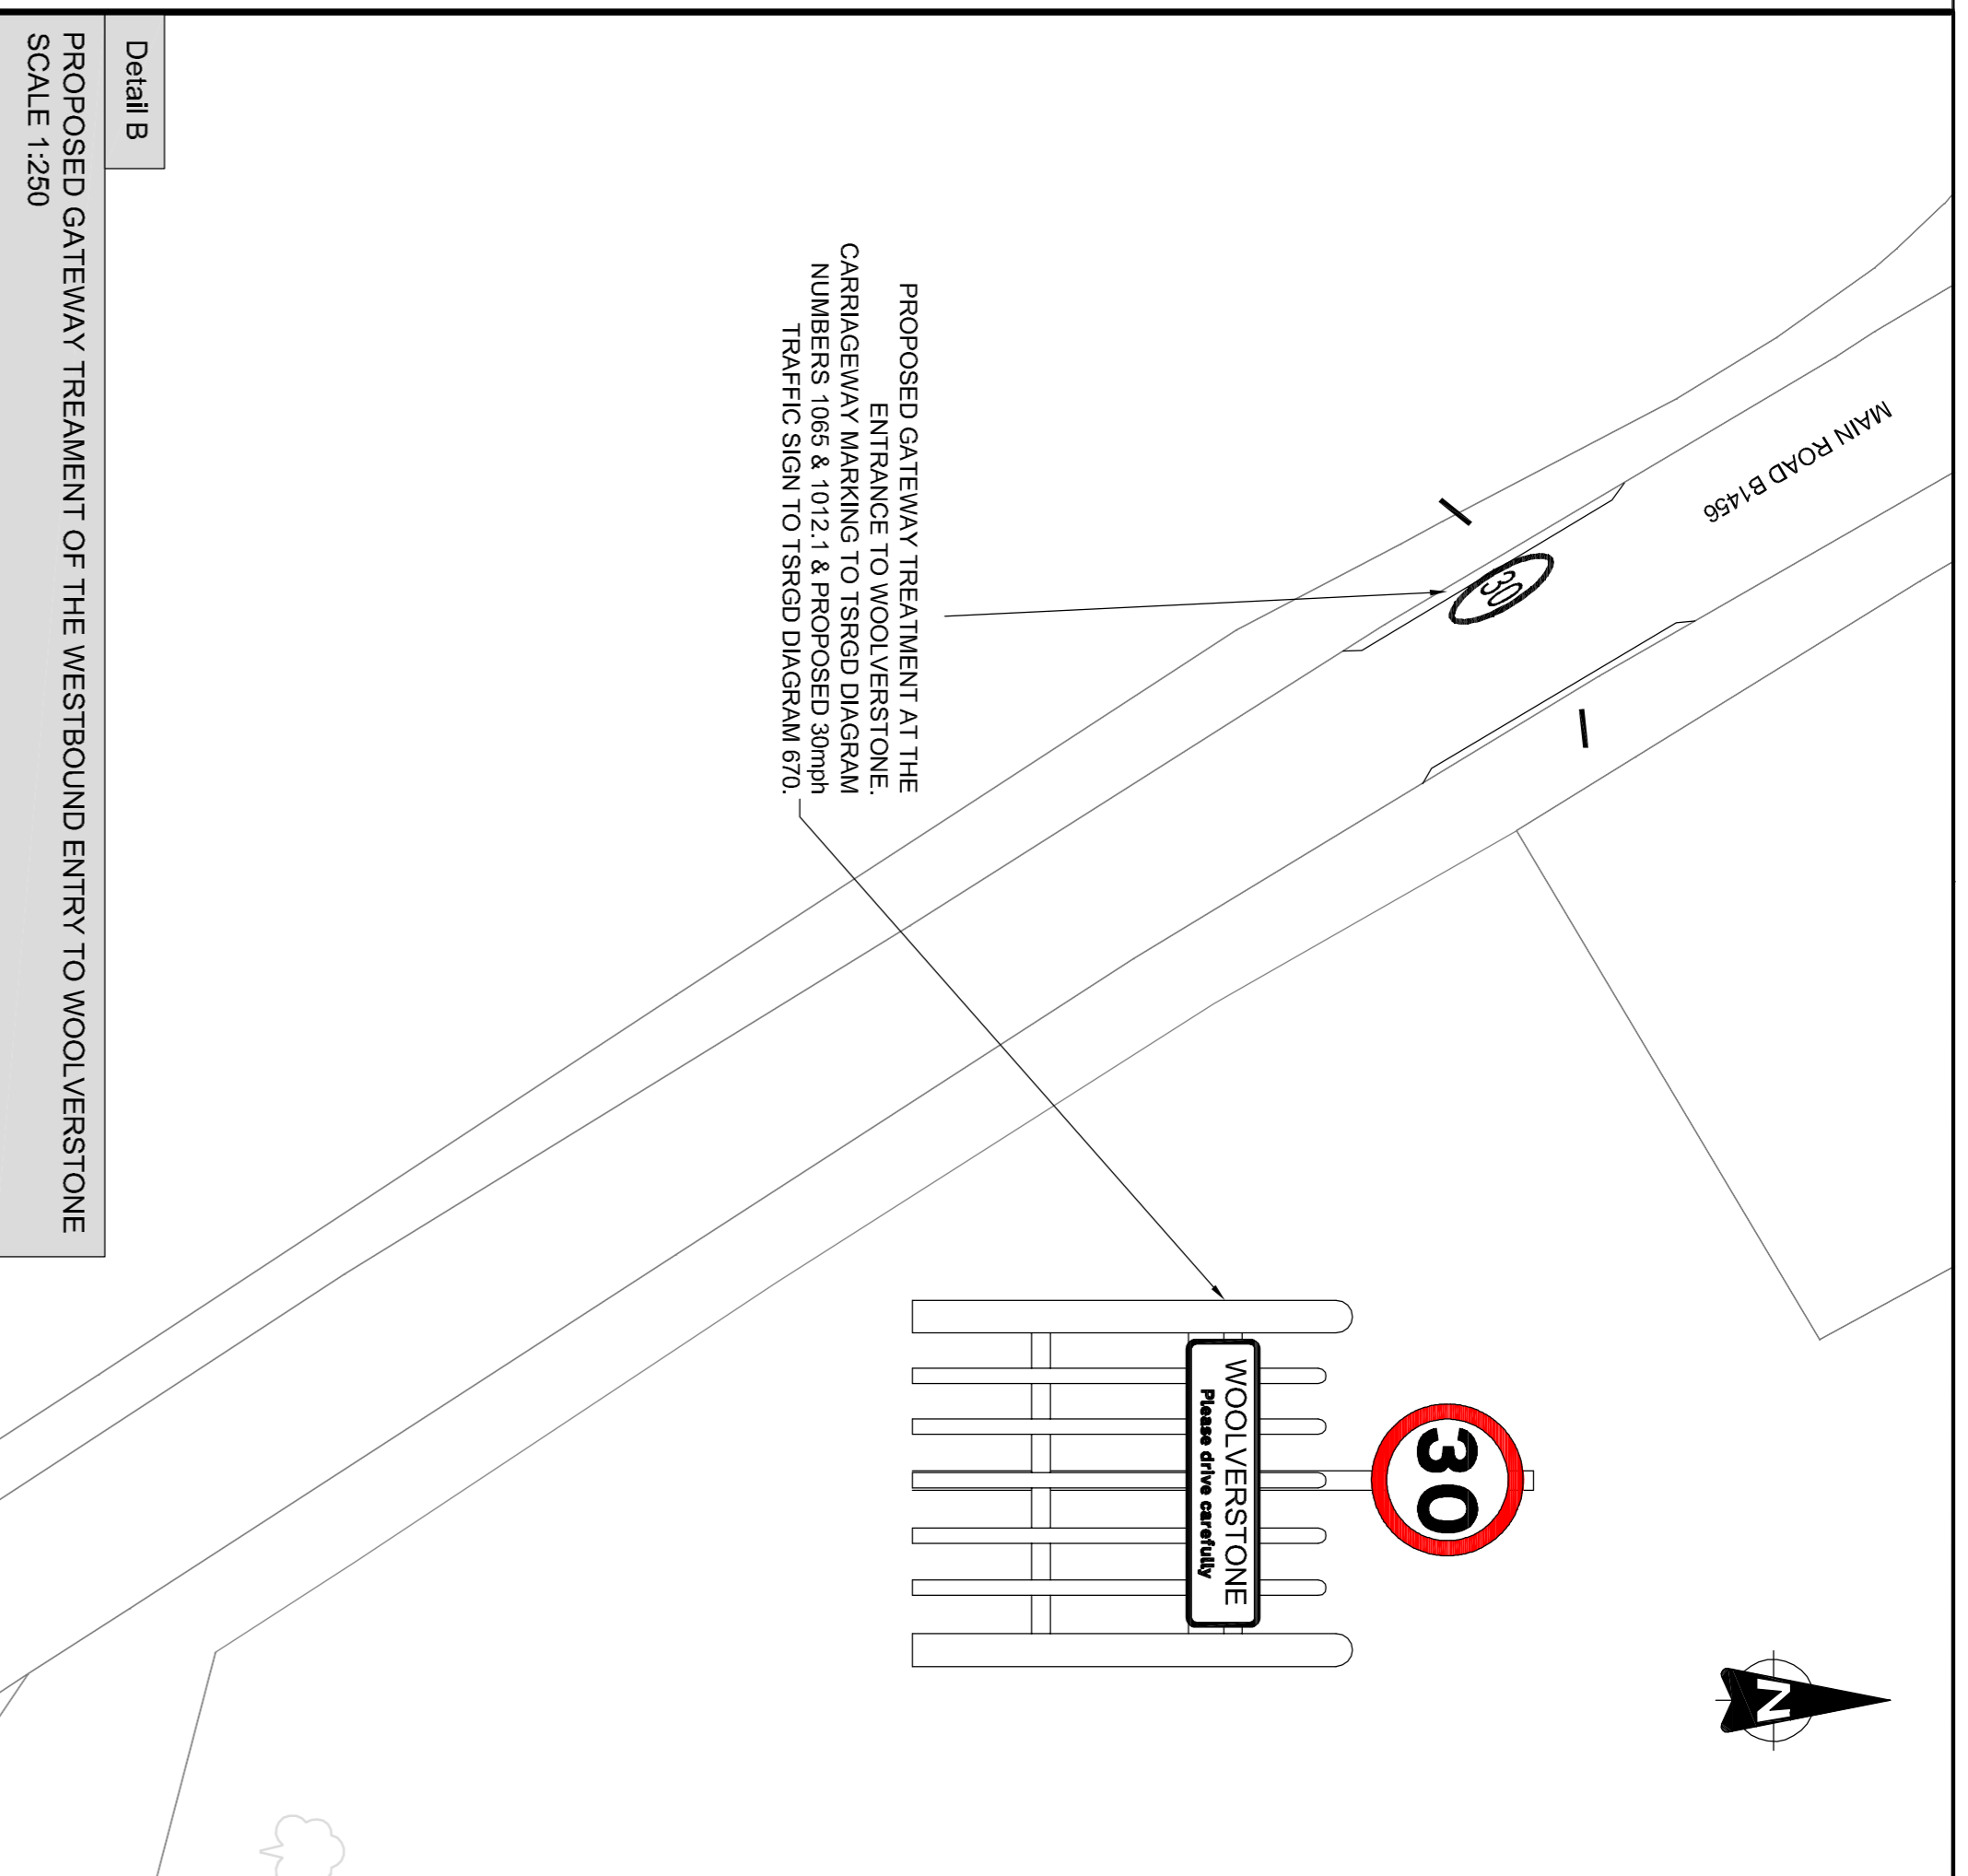 MAIN ROAD B1456
30
PROPOSED GATEWAY TREATMENT AT THE
ENTRANCE TO WOOLVERSTONE.
CARRIAGEWAY MARKING TO TSRGD DIAGRAM
NUMBERS 1065 & 1012.1 & PROPOSED 30mph
TRAFFIC SIGN TO TSRGD DIAGRAM 670.
30
WOOLVERSTONE
Please drive carefully
N
Detail B
PROPOSED GATEWAY TREAMENT OF THE WESTBOUND ENTRY TO WOOLVERSTONE
SCALE 1:250